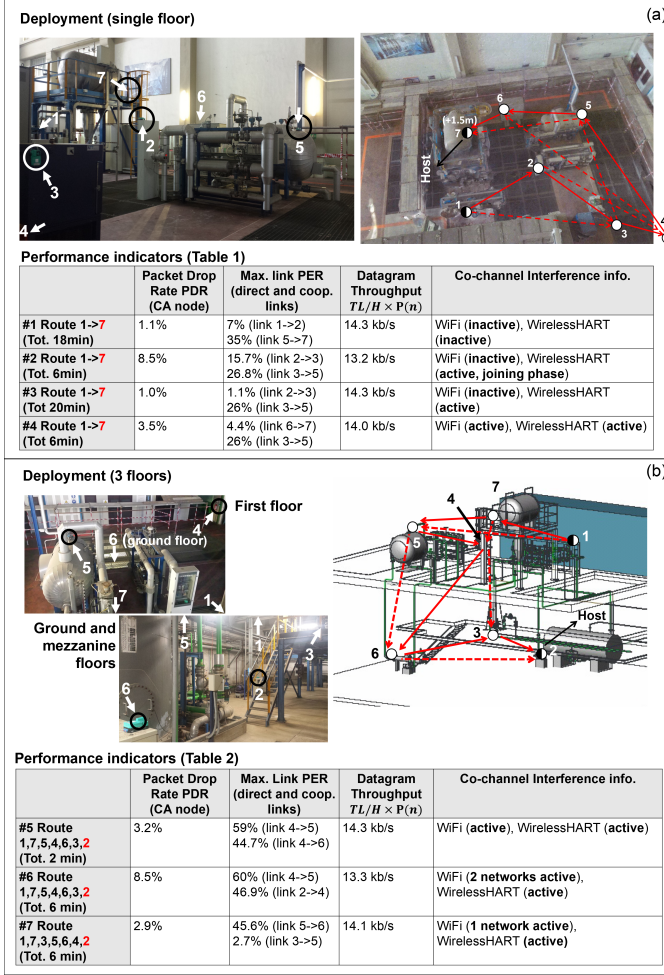 Deployment (single floor)
(a)
7
6
2
5
3
4
6
5
(+1.5m)
7
Host
2
1
3
4
Performance indicators (Table 1)
Packet Drop Rate PDR (CA node)
Max. link PER (direct and coop. links)
Datagram Throughput TL/H × P(n)
Co-channel Interference info.
#1 Route 1->7 (Tot. 18min)
1.1%
7% (link 1->2)
35% (link 5->7)
14.3 kb/s
WiFi (inactive), WirelessHART (inactive)
#2 Route 1->7 (Tot. 6min)
8.5%
15.7% (link 2->3)
26.8% (link 3->5)
13.2 kb/s
WiFi (inactive), WirelessHART (active, joining phase)
#3 Route 1->7 (Tot 20min)
1.0%
1.1% (link 2->3)
26% (link 3->5)
14.3 kb/s
WiFi (inactive), WirelessHART (active)
#4 Route 1->7 (Tot 6min)
3.5%
4.4% (link 6->7)
26% (link 3->5)
14.0 kb/s
WiFi (active), WirelessHART (active)
Deployment (3 floors)
(b)
First floor
4
6 (ground floor)
5
7
1
Ground and mezzanine floors
5
1
3
2
6
7
4
5
1
3
Host
6
2
Performance indicators (Table 2)
Packet Drop Rate PDR (CA node)
Max. Link PER (direct and coop. links)
Datagram Throughput TL/H × P(n)
Co-channel Interference info.
#5 Route 1,7,5,4,6,3,2 (Tot. 2 min)
3.2%
59% (link 4->5)
44.7% (link 4->6)
14.3 kb/s
WiFi (active), WirelessHART (active)
#6 Route 1,7,5,4,6,3,2 (Tot. 6 min)
8.5%
60% (link 4->5)
46.9% (link 2->4)
13.3 kb/s
WiFi (2 networks active), WirelessHART (active)
#7 Route 1,7,3,5,6,4,2 (Tot. 6 min)
2.9%
45.6% (link 5->6)
2.7% (link 3->5)
14.1 kb/s
WiFi (1 network active), WirelessHART (active)